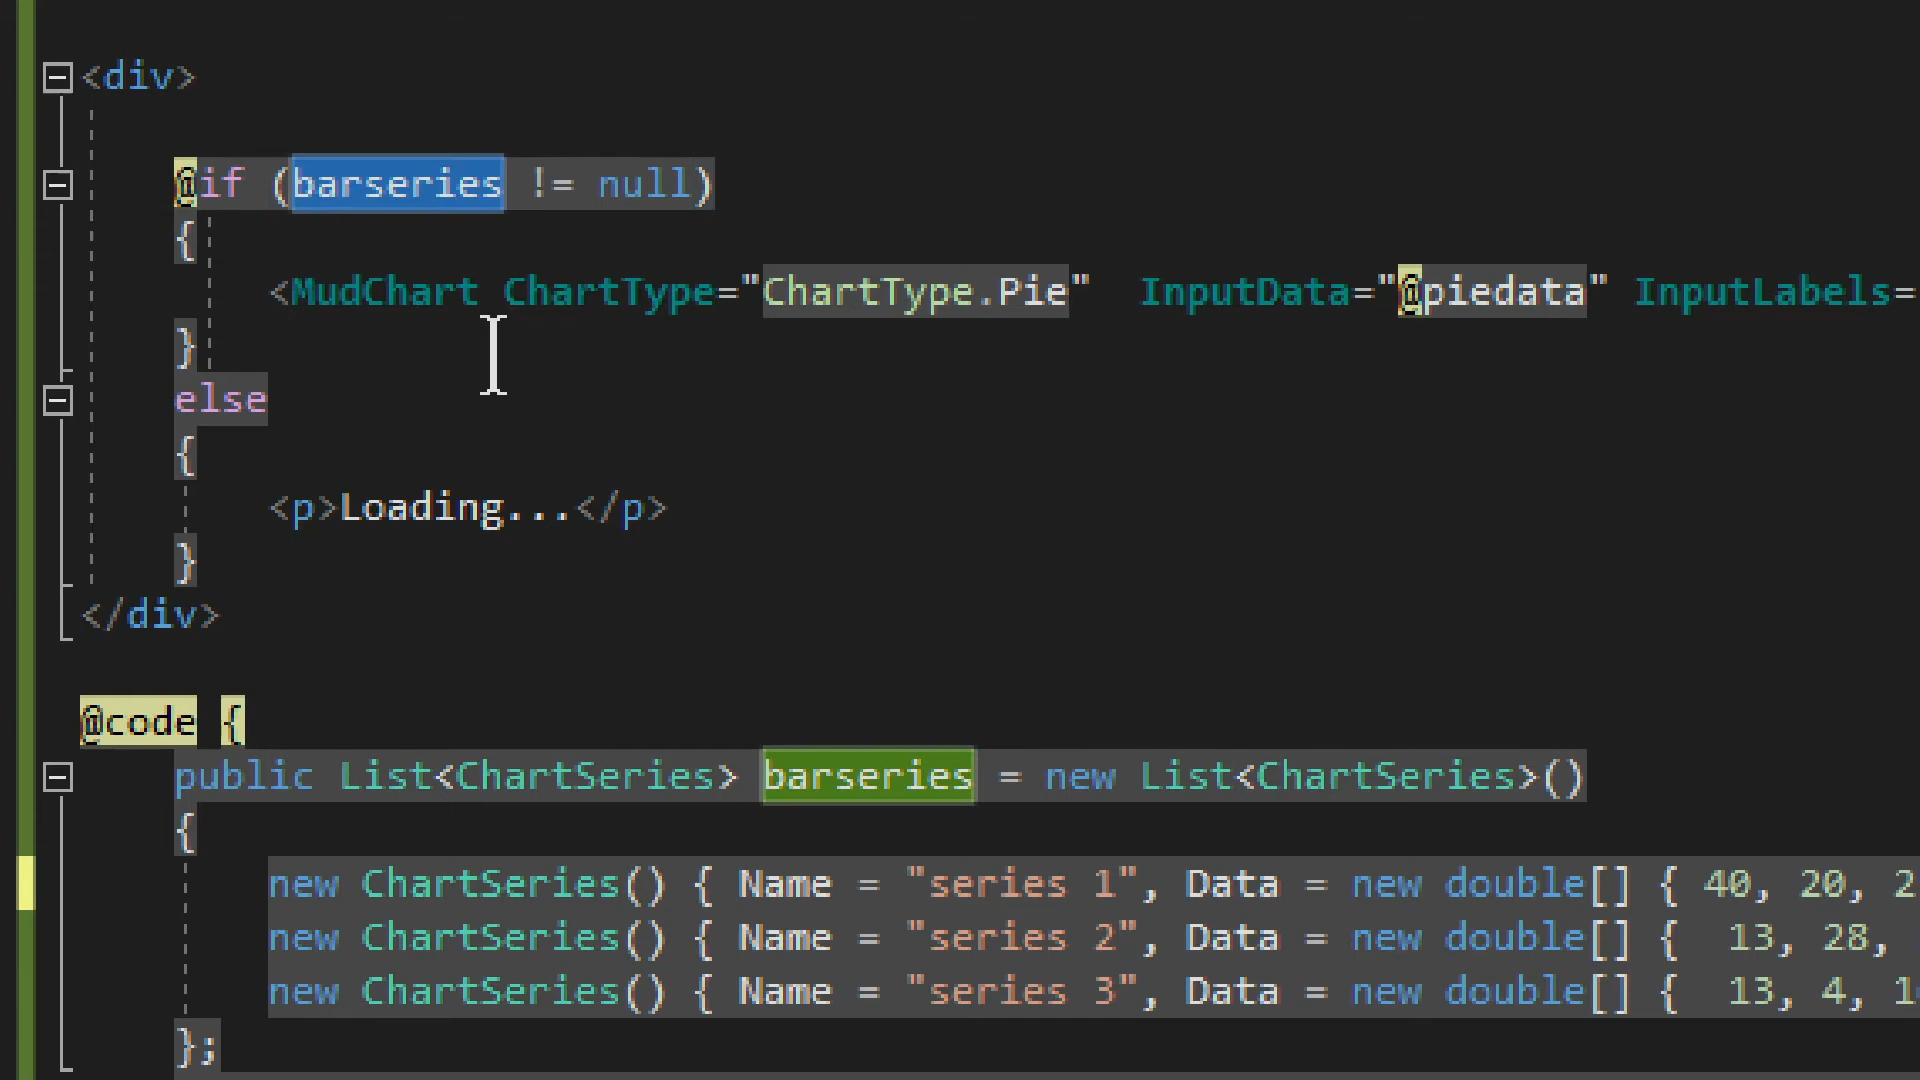 <div>
@if (barseries != null)
{
<MudChart ChartType="ChartType.Pie" InputData="@piedata" InputLabels=
}
else
{
<p>Loading...</p>
}
</div>
@code {
public List<ChartSeries> barseries = new List<ChartSeries>()
{
new ChartSeries() { Name = "series 1", Data = new double[] { 40, 20, 2
new ChartSeries() { Name = "series 2", Data = new double[] { 13, 28,
new ChartSeries() { Name = "series 3", Data = new double[] { 13, 4, 1
};